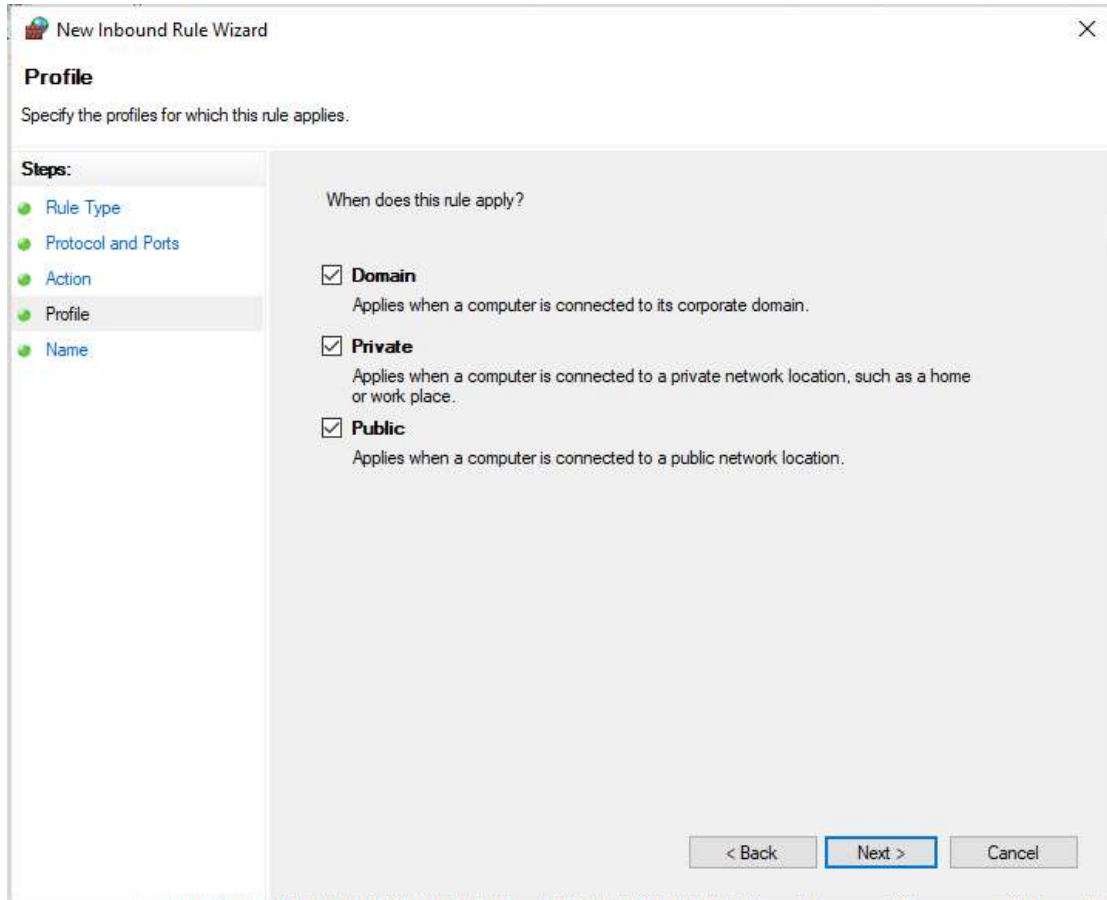 New Inbound Rule Wizard
Profile
Specify the profiles for which this rule applies.
Steps:
Rule Type
Protocol and Ports
Action
Profile
Name
When does this rule apply?
Domain
Applies when a computer is connected to its corporate domain.
Private
Applies when a computer is connected to a private network location, such as a home
or work place.
Public
Applies when a computer is connected to a public network location.
< Back
Next >
Cancel